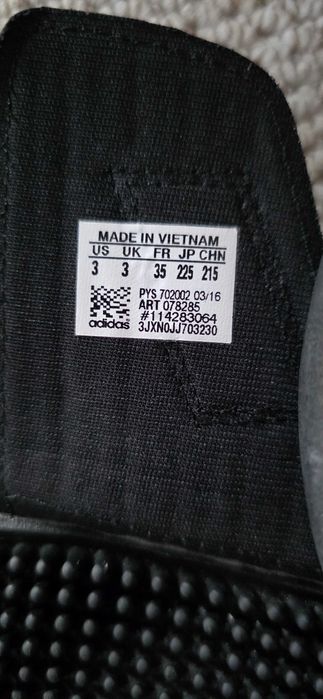 MADE IN VIETNAM
US UK FR JP CHN
3 3 35 225 215
PYS 702002 03/16
ART 078285
#114283064
adidas 3JXN0JJ703230